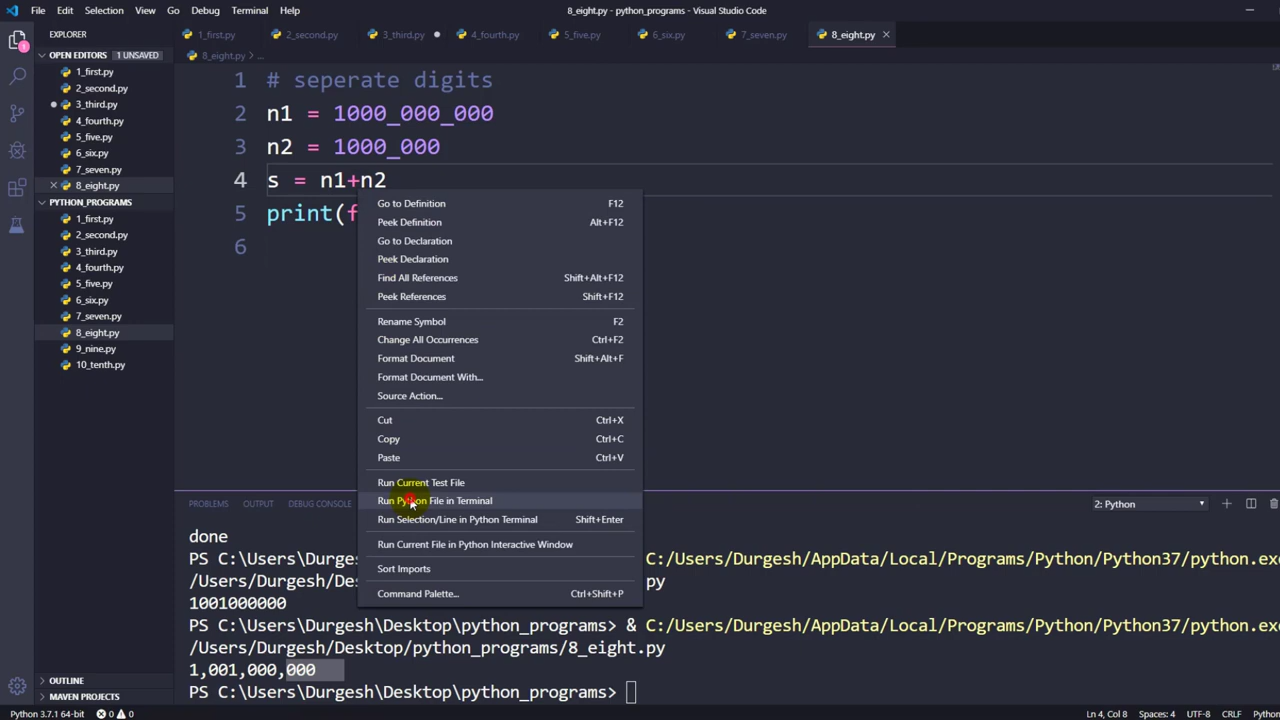 File Edit Selection View Go Debug Terminal Help
8_eight.py - python_programs - Visual Studio Code
EXPLORER
1_first.py 2_second.py 3_third.py 4_fourth.py 5_five.py 6_six.py 7_seven.py 8_eight.py
OPEN EDITORS 1 UNSAVED
1_first.py
2_second.py
3_third.py
4_fourth.py
5_five.py
6_six.py
7_seven.py
8_eight.py
PYTHON_PROGRAMS
1_first.py
2_second.py
3_third.py
4_fourth.py
5_five.py
6_six.py
7_seven.py
8_eight.py
9_nine.py
10_tenth.py
OUTLINE
MAVEN PROJECTS
8_eight.py > ...
1 # seperate digits
2 n1 = 1000_000_000
3 n2 = 1000_000
4 s = n1+n2
5 print(f
6
Go to Definition F12
Peek Definition Alt+F12
Go to Declaration
Peek Declaration
Find All References Shift+Alt+F12
Peek References Shift+F12
Rename Symbol F2
Change All Occurrences Ctrl+F2
Format Document Shift+Alt+F
Format Document With...
Source Action...
Cut Ctrl+X
Copy Ctrl+C
Paste Ctrl+V
Run Current Test File
Run Python File in Terminal
Run Selection/Line in Python Terminal Shift+Enter
Run Current File in Python Interactive Window
Sort Imports
Command Palette... Ctrl+Shift+P
PROBLEMS OUTPUT DEBUG CONSOLE
2: Python
done
PS C:\Users\Durgesh\Desktop C:/Users/Durgesh/AppData/Local/Programs/Python/Python37/python.exe
/Users/Durgesh/De py
1001000000
PS C:\Users\Durgesh\Desktop\python_programs> & C:/Users/Durgesh/AppData/Local/Programs/Python/Python37/python.exe
/Users/Durgesh/Desktop/python_programs/8_eight.py
1,001,000,000
PS C:\Users\Durgesh\Desktop\python_programs>
Python 3.7.1 64-bit 0 0
Ln 4, Col 8 Spaces: 4 UTF-8 CRLF Python
1